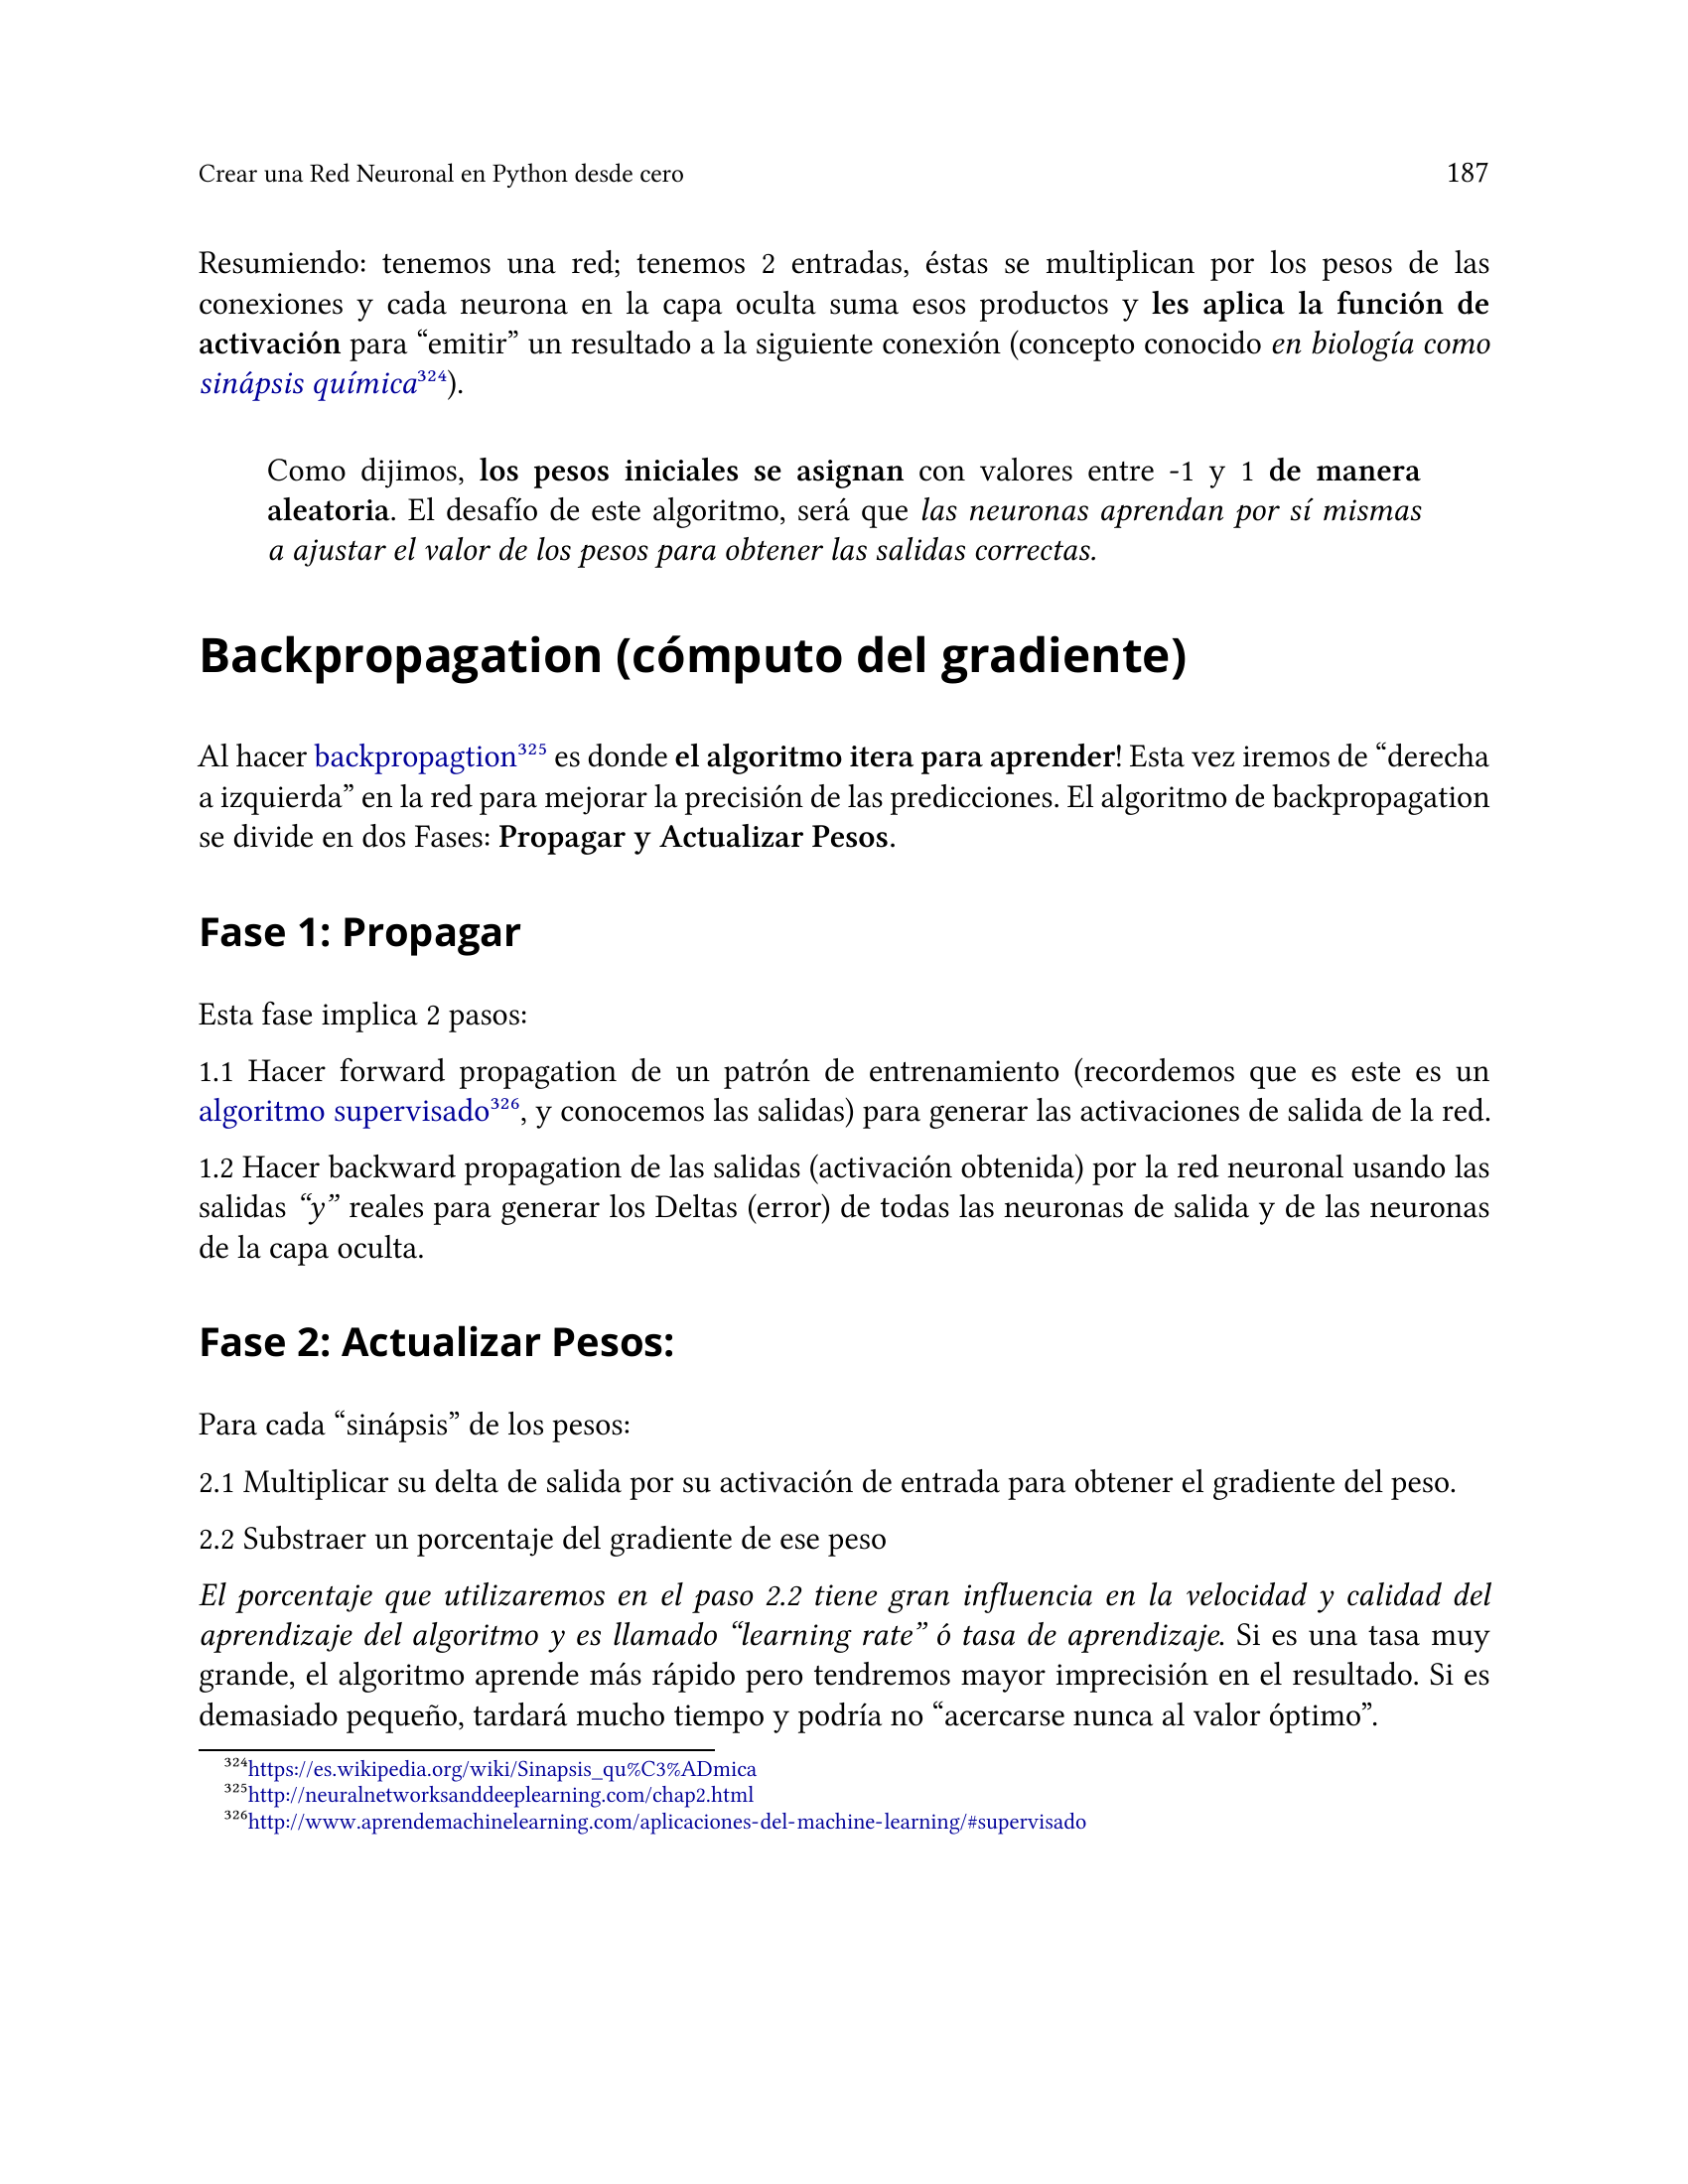 Crear una Red Neuronal en Python desde cero 187
Resumiendo: tenemos una red; tenemos 2 entradas, éstas se multiplican por los pesos de las
conexiones y cada neurona en la capa oculta suma esos productos y les aplica la función de
activación para “emitir” un resultado a la siguiente conexión (concepto conocido en biología como
sinápsis química³²⁴).
Como dijimos, los pesos iniciales se asignan con valores entre -1 y 1 de manera
aleatoria. El desafío de este algoritmo, será que las neuronas aprendan por sí mismas
a ajustar el valor de los pesos para obtener las salidas correctas.
Backpropagation (cómputo del gradiente)
Al hacer backpropagtion³²⁵ es donde el algoritmo itera para aprender! Esta vez iremos de “derecha
a izquierda” en la red para mejorar la precisión de las predicciones. El algoritmo de backpropagation
se divide en dos Fases: Propagar y Actualizar Pesos.
Fase 1: Propagar
Esta fase implica 2 pasos:
1.1 Hacer forward propagation de un patrón de entrenamiento (recordemos que es este es un
algoritmo supervisado³²⁶, y conocemos las salidas) para generar las activaciones de salida de la red.
1.2 Hacer backward propagation de las salidas (activación obtenida) por la red neuronal usando las
salidas “y” reales para generar los Deltas (error) de todas las neuronas de salida y de las neuronas
de la capa oculta.
Fase 2: Actualizar Pesos:
Para cada “sinápsis” de los pesos:
2.1 Multiplicar su delta de salida por su activación de entrada para obtener el gradiente del peso.
2.2 Substraer un porcentaje del gradiente de ese peso
El porcentaje que utilizaremos en el paso 2.2 tiene gran influencia en la velocidad y calidad del
aprendizaje del algoritmo y es llamado “learning rate” ó tasa de aprendizaje. Si es una tasa muy
grande, el algoritmo aprende más rápido pero tendremos mayor imprecisión en el resultado. Si es
demasiado pequeño, tardará mucho tiempo y podría no “acercarse nunca al valor óptimo”.
³²⁴https://es.wikipedia.org/wiki/Sinapsis_qu%C3%ADmica
³²⁵http://neuralnetworksanddeeplearning.com/chap2.html
³²⁶http://www.aprendemachinelearning.com/aplicaciones-del-machine-learning/#supervisado